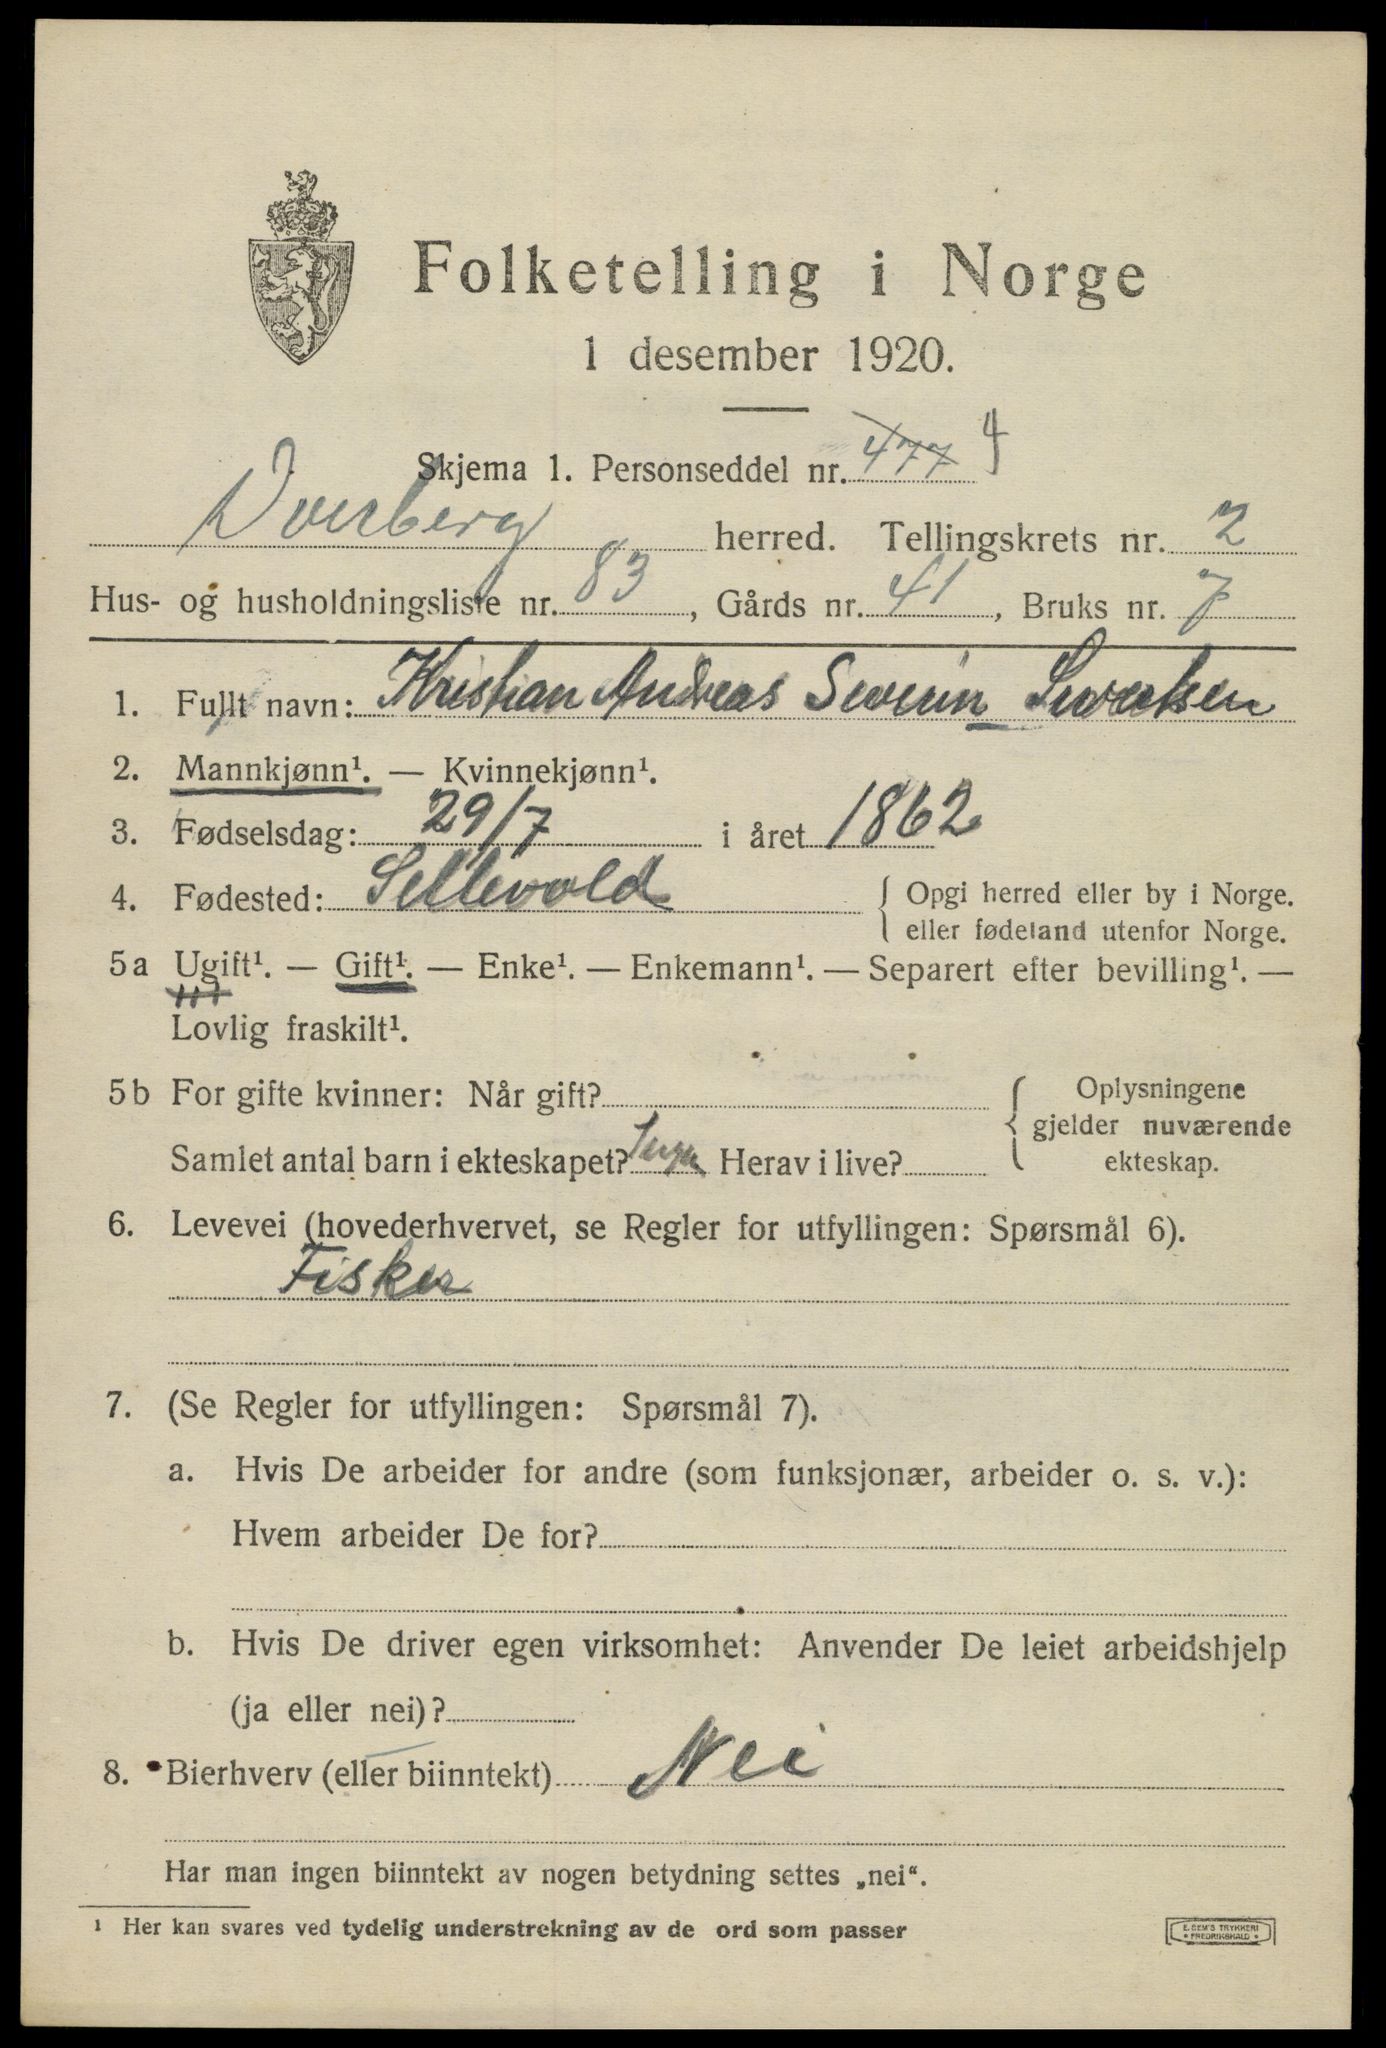 Folketelling i Norge
1 desember 1920.
Skjema 1. Personseddel nr. 477 4
Dverberg herred. Tellingskrets nr. 2
Hus- og husholdningsliste nr. 83, Gårds nr. 41, Bruks nr. 7
1. Fullt navn: Kristian Andreas Severin
2. Mannkjønn¹. — Kvinnekjønn¹.
3. Fødselsdag: 29/7 i året 1862
4. Fødested: Sellevold { Opgi herred eller by i Norge.
eller fødeland utenfor Norge.
5a Ugift¹. — Gift¹. — Enke¹. — Enkemann¹. — Separert efter bevilling¹. —
Lovlig fraskilt¹.
5b For gifte kvinner: Når gift?
Samlet antal barn i ekteskapet? Herav i live?
{ Oplysningene
gjelder nuværende
ekteskap.
6. Levevei (hovederhvervet, se Regler for utfyllingen: Spørsmål 6).
Fisker
7. (Se Regler for utfyllingen: Spørsmål 7).
a. Hvis De arbeider for andre (som funksjonær, arbeider o. s. v.):
Hvem arbeider De for?
b. Hvis De driver egen virksomhet: Anvender De leiet arbeidshjelp
(ja eller nei)?
8. Bierhverv (eller biinntekt) Nei
Har man ingen biinntekt av nogen betydning settes „nei“.
¹ Her kan svares ved tydelig understrekning av de ord som passer
E. SEM'S TRYKKERI
• FREDRIKSHALD •